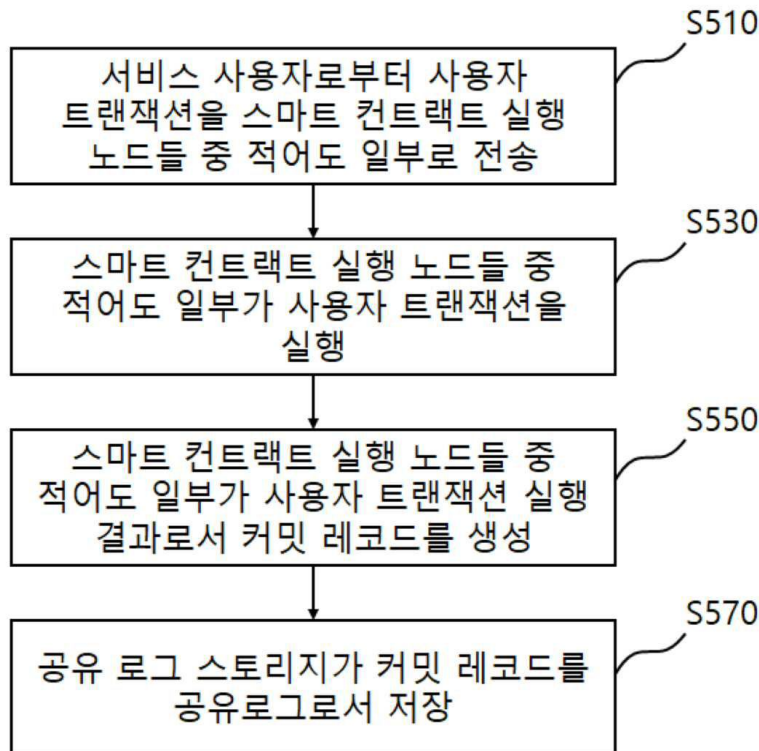 S510
서비스 사용자로부터 사용자
트랜잭션을 스마트 컨트랙트 실행
노드들 중 적어도 일부로 전송
S530
스마트 컨트랙트 실행 노드들 중
적어도 일부가 사용자 트랜잭션을
실행
S550
스마트 컨트랙트 실행 노드들 중
적어도 일부가 사용자 트랜잭션 실행
결과로서 커밋 레코드를 생성
S570
공유 로그 스토리지가 커밋 레코드를
공유로그로서 저장